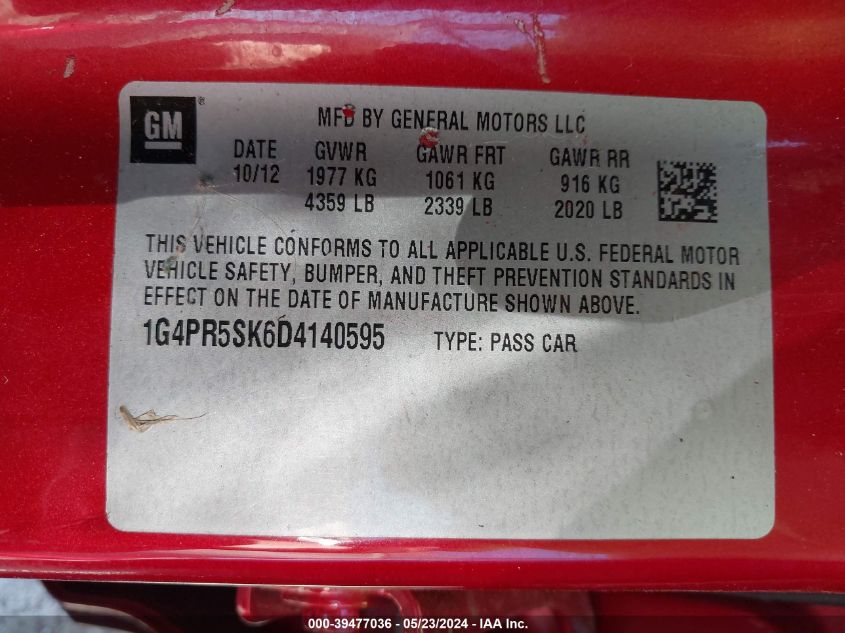 GM®
MFD BY GENERAL MOTORS LLC
DATE GVWR GAWR FRT GAWR RR
10/12 1977 KG 1061 KG 916 KG
4359 LB 2339 LB 2020 LB
THIS VEHICLE CONFORMS TO ALL APPLICABLE U.S. FEDERAL MOTOR
VEHICLE SAFETY, BUMPER, AND THEFT PREVENTION STANDARDS IN
EFFECT ON THE DATE OF MANUFACTURE SHOWN ABOVE.
1G4PR5SK6D4140595 TYPE: PASS CAR
000-39477036 - 05/23/2024 - IAA Inc.